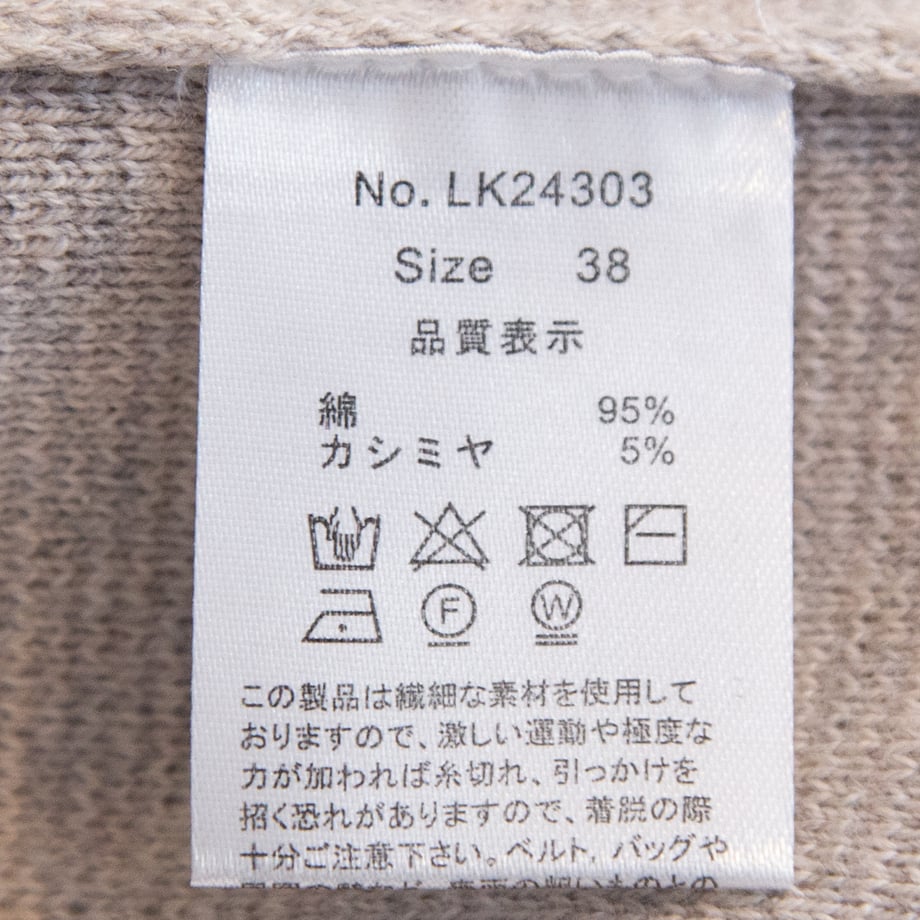 No. LK24303
Size 38
品質表示
綿 95%
カシミヤ 5%
F W
この製品は繊細な素材を使用して
おりますので、激しい運動や極度な
力が加われば糸切れ、引っかけを
招く恐れがありますので、着脱の際
十分ご注意下さい。ベルト、バッグや